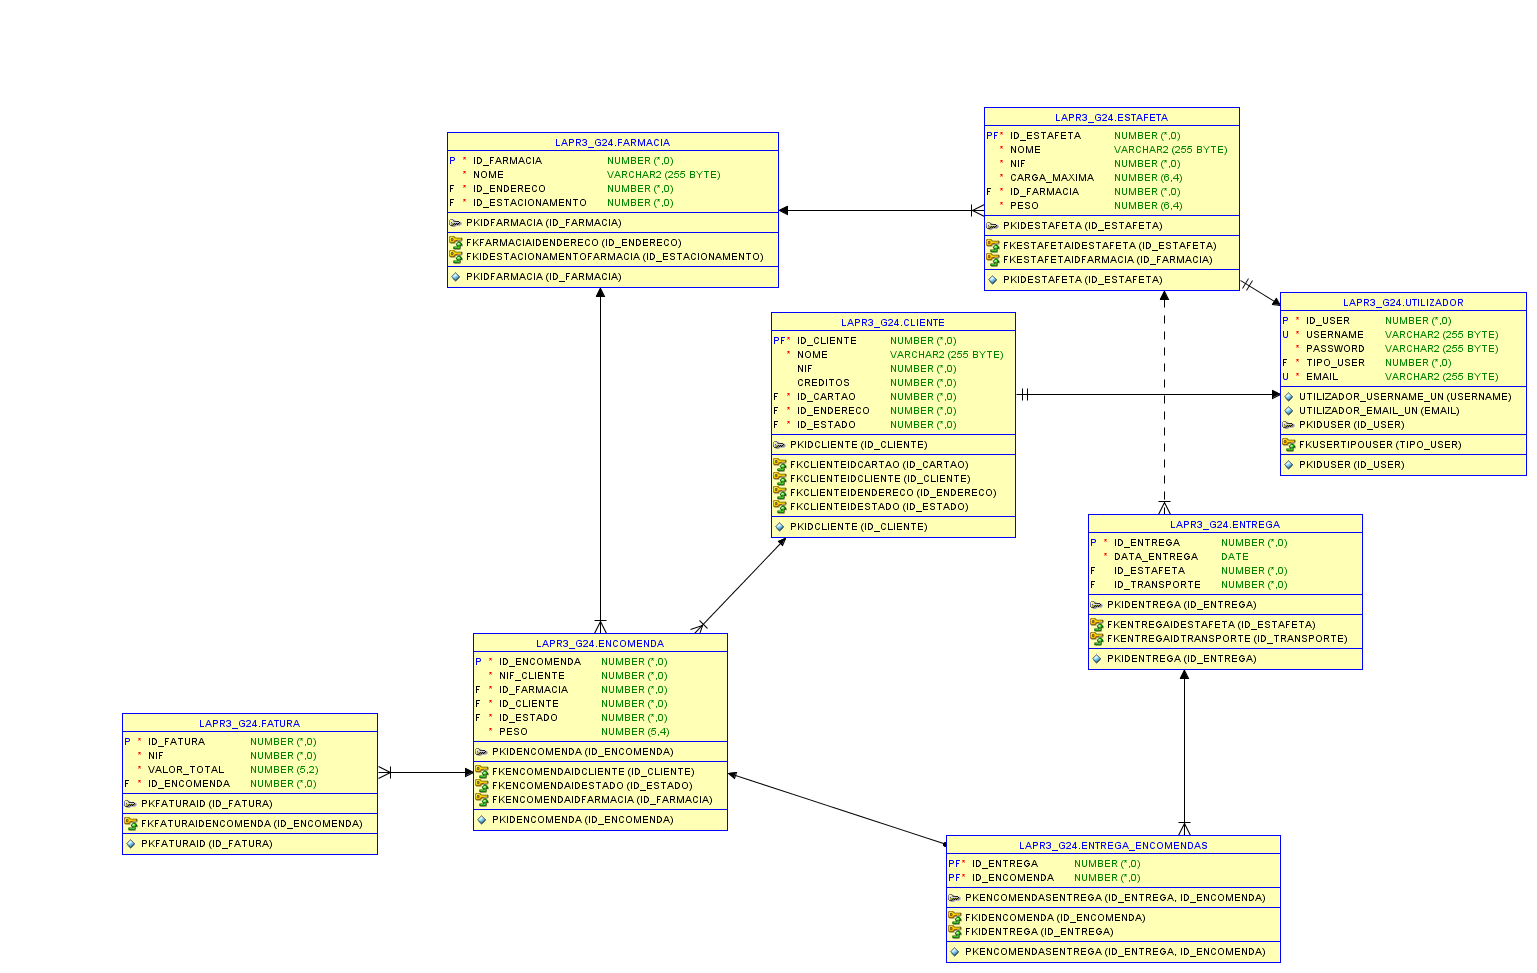 LAPR3_G24.FARMACIA
P * ID_FARMACIA NUMBER (*,0)
* NOME VARCHAR2 (255 BYTE)
F * ID_ENDERECO NUMBER (*,0)
F * ID_ESTACIONAMENTO NUMBER (*,0)
PKIDFARMACIA (ID_FARMACIA)
FKFARMACIAIDENDERECO (ID_ENDERECO)
FKIDESTACIONAMENTOFARMACIA (ID_ESTACIONAMENTO)
PKIDFARMACIA (ID_FARMACIA)
LAPR3_G24.ESTAFETA
PF* ID_ESTAFETA NUMBER (*,0)
* NOME VARCHAR2 (255 BYTE)
* NIF NUMBER (*,0)
* CARGA_MAXIMA NUMBER (6,4)
F * ID_FARMACIA NUMBER (*,0)
* PESO NUMBER (6,4)
PKIDESTAFETA (ID_ESTAFETA)
FKESTAFETAIDESTAFETA (ID_ESTAFETA)
FKESTAFETAIDFARMACIA (ID_FARMACIA)
PKIDESTAFETA (ID_ESTAFETA)
LAPR3_G24.UTILIZADOR
P * ID_USER NUMBER (*,0)
U * USERNAME VARCHAR2 (255 BYTE)
* PASSWORD VARCHAR2 (255 BYTE)
F * TIPO_USER NUMBER (*,0)
U * EMAIL VARCHAR2 (255 BYTE)
UTILIZADOR_USERNAME_UN (USERNAME)
UTILIZADOR_EMAIL_UN (EMAIL)
PKIDUSER (ID_USER)
FKUSERTIPOUSER (TIPO_USER)
PKIDUSER (ID_USER)
LAPR3_G24.CLIENTE
PF* ID_CLIENTE NUMBER (*,0)
* NOME VARCHAR2 (255 BYTE)
NIF NUMBER (*,0)
CREDITOS NUMBER (*,0)
F * ID_CARTAO NUMBER (*,0)
F * ID_ENDERECO NUMBER (*,0)
F * ID_ESTADO NUMBER (*,0)
PKIDCLIENTE (ID_CLIENTE)
FKCLIENTEIDCARTAO (ID_CARTAO)
FKCLIENTEIDCLIENTE (ID_CLIENTE)
FKCLIENTEIDENDERECO (ID_ENDERECO)
FKCLIENTEIDESTADO (ID_ESTADO)
PKIDCLIENTE (ID_CLIENTE)
LAPR3_G24.ENTREGA
P * ID_ENTREGA NUMBER (*,0)
* DATA_ENTREGA DATE
F ID_ESTAFETA NUMBER (*,0)
F ID_TRANSPORTE NUMBER (*,0)
PKIDENTREGA (ID_ENTREGA)
FKENTREGAIDESTAFETA (ID_ESTAFETA)
FKENTREGAIDTRANSPORTE (ID_TRANSPORTE)
PKIDENTREGA (ID_ENTREGA)
LAPR3_G24.ENCOMENDA
P * ID_ENCOMENDA NUMBER (*,0)
* NIF_CLIENTE NUMBER (*,0)
F * ID_FARMACIA NUMBER (*,0)
F * ID_CLIENTE NUMBER (*,0)
F * ID_ESTADO NUMBER (*,0)
* PESO NUMBER (5,4)
PKIDENCOMENDA (ID_ENCOMENDA)
FKENCOMENDAIDCLIENTE (ID_CLIENTE)
FKENCOMENDAIDESTADO (ID_ESTADO)
FKENCOMENDAIDFARMACIA (ID_FARMACIA)
PKIDENCOMENDA (ID_ENCOMENDA)
LAPR3_G24.FATURA
P * ID_FATURA NUMBER (*,0)
* NIF NUMBER (*,0)
* VALOR_TOTAL NUMBER (5,2)
F * ID_ENCOMENDA NUMBER (*,0)
PKFATURAID (ID_FATURA)
FKFATURAIDENCOMENDA (ID_ENCOMENDA)
PKFATURAID (ID_FATURA)
LAPR3_G24.ENTREGA_ENCOMENDAS
PF* ID_ENTREGA NUMBER (*,0)
PF* ID_ENCOMENDA NUMBER (*,0)
PKENCOMENDASENTREGA (ID_ENTREGA, ID_ENCOMENDA)
FKIDENCOMENDA (ID_ENCOMENDA)
FKIDENTREGA (ID_ENTREGA)
PKENCOMENDASENTREGA (ID_ENTREGA, ID_ENCOMENDA)